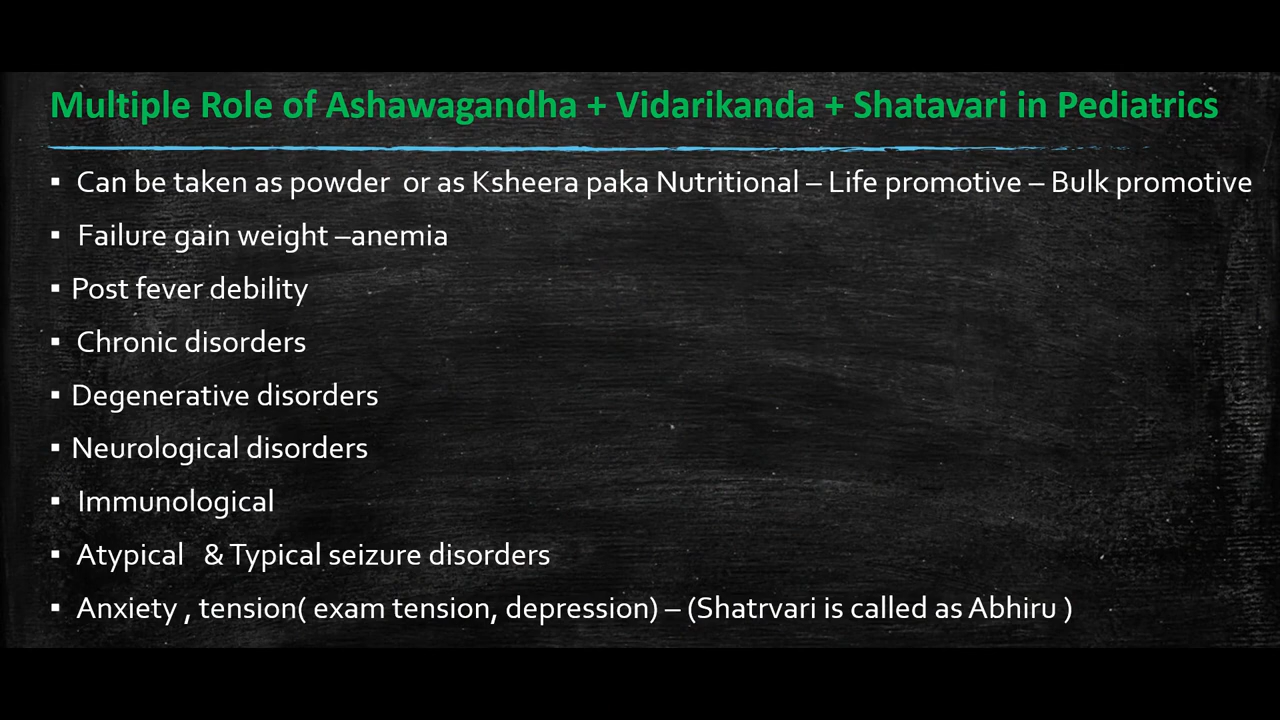 Multiple Role of Ashawagandha + Vidarikanda + Shatavari in Pediatrics
▪ Can be taken as powder or as Ksheera paka Nutritional – Life promotive – Bulk promotive
▪ Failure gain weight –anemia
▪ Post fever debility
▪ Chronic disorders
▪ Degenerative disorders
▪ Neurological disorders
▪ Immunological
▪ Atypical & Typical seizure disorders
▪ Anxiety , tension( exam tension, depression) – (Shatrvari is called as Abhiru )